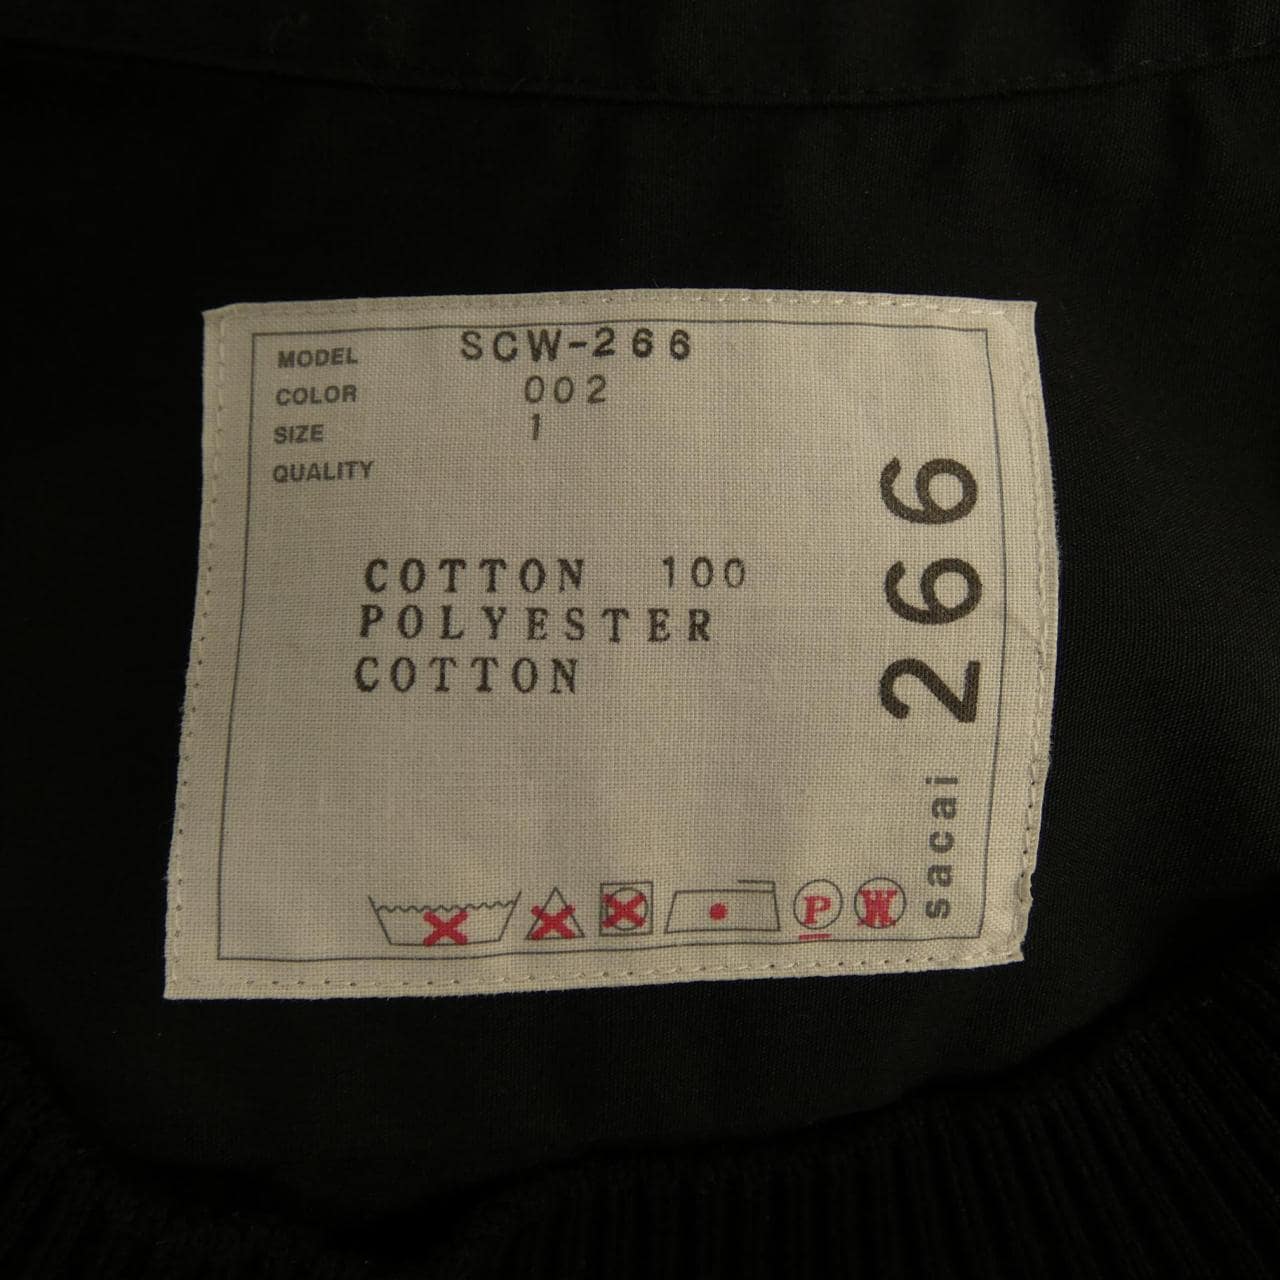 MODEL SCW-266
COLOR 002
SIZE 1
QUALITY
COTTON 100
POLYESTER
COTTON
P
W
sacai 266